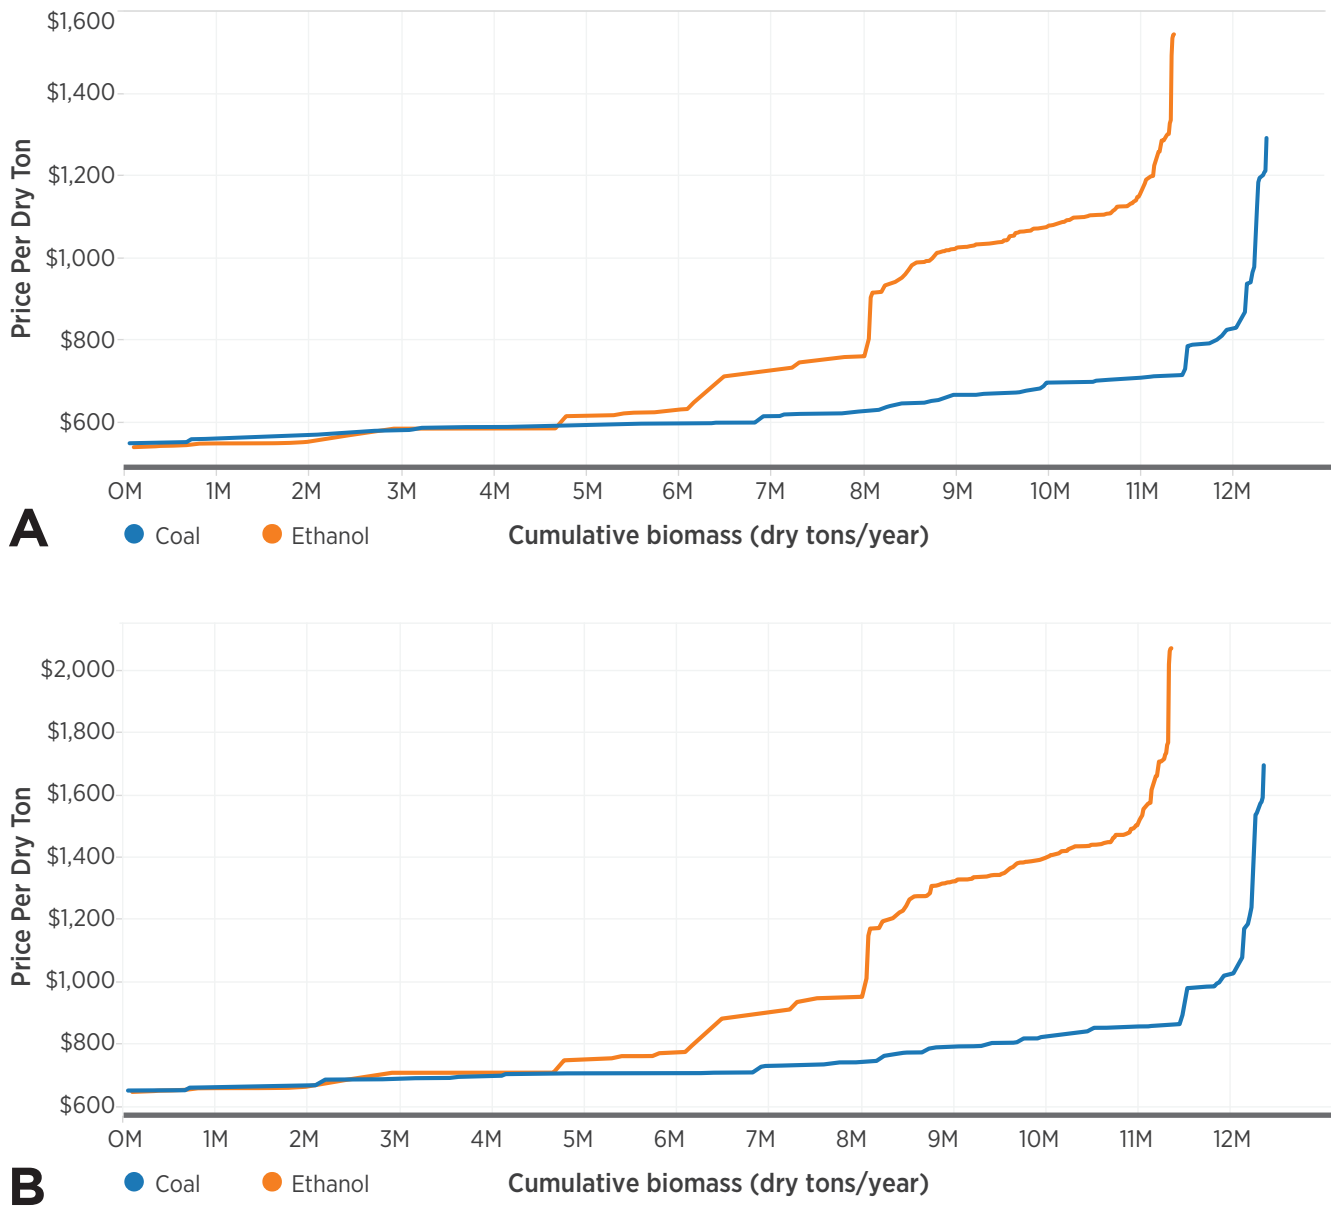 $1,600
$1,400
$1,200
$1,000
$800
$600
Price Per Dry Ton
0M 1M 2M 3M 4M 5M 6M 7M 8M 9M 10M 11M 12M
A
Coal Ethanol Cumulative biomass (dry tons/year)
$2,000
$1,800
$1,600
$1,400
$1,200
$1,000
$800
$600
Price Per Dry Ton
0M 1M 2M 3M 4M 5M 6M 7M 8M 9M 10M 11M 12M
B
Coal Ethanol Cumulative biomass (dry tons/year)